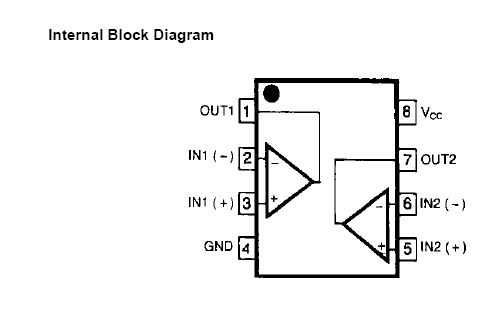 Internal Block Diagram
OUT1 1
8 Vcc
IN1 (-) 2 -
7 OUT2
IN1 (+) 3 +
- 6 IN2 (-)
GND 4
+ 5 IN2 (+)